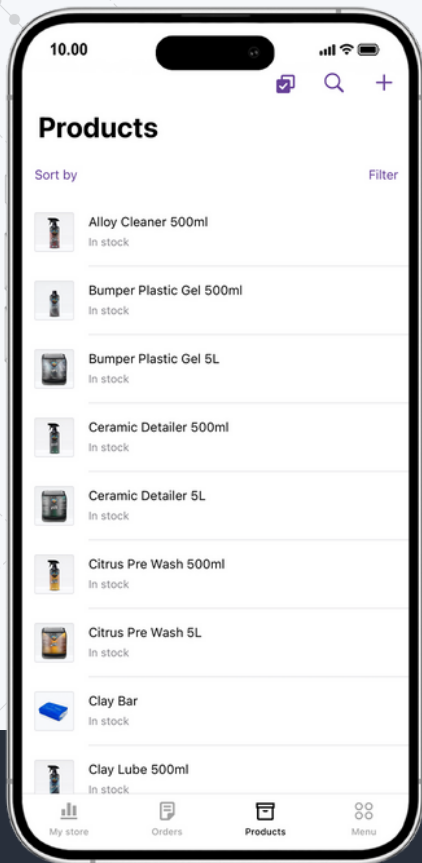 10.00
Products
Sort by
Filter
Alloy Cleaner 500ml
In stock
Bumper Plastic Gel 500ml
In stock
Bumper Plastic Gel 5L
In stock
Ceramic Detailer 500ml
In stock
Ceramic Detailer 5L
In stock
Citrus Pre Wash 500ml
In stock
Citrus Pre Wash 5L
In stock
Clay Bar
In stock
Clay Lube 500ml
In stock
My store
Orders
Products
Menu